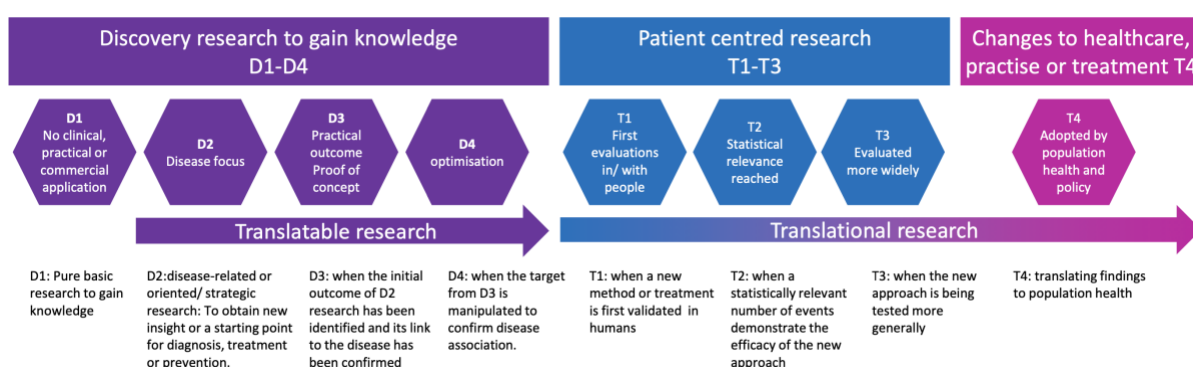 Discovery research to gain knowledge
D1-D4
Patient centred research
T1-T3
Changes to healthcare,
practise or treatment T4
D1
No clinical,
practical or
commercial
application
D2
Disease focus
D3
Practical
outcome
Proof of
concept
D4
optimisation
T1
First
evaluations
in/ with
people
T2
Statistical
relevance
reached
T3
Evaluated
more widely
T4
Adopted by
population
health and
policy
Translatable research
Translational research
D1: Pure basic
research to gain
knowledge
D2:disease-related or
oriented/ strategic
research: To obtain new
insight or a starting point
for diagnosis, treatment
or prevention.
D3: when the initial
outcome of D2
research has been
identified and its link
to the disease has
been confirmed
D4: when the target
from D3 is
manipulated to
confirm disease
association.
T1: when a new
method or treatment
is first validated in
humans
T2: when a
statistically relevant
number of events
demonstrate the
efficacy of the new
approach
T3: when the new
approach is being
tested more
generally
T4: translating findings
to population health